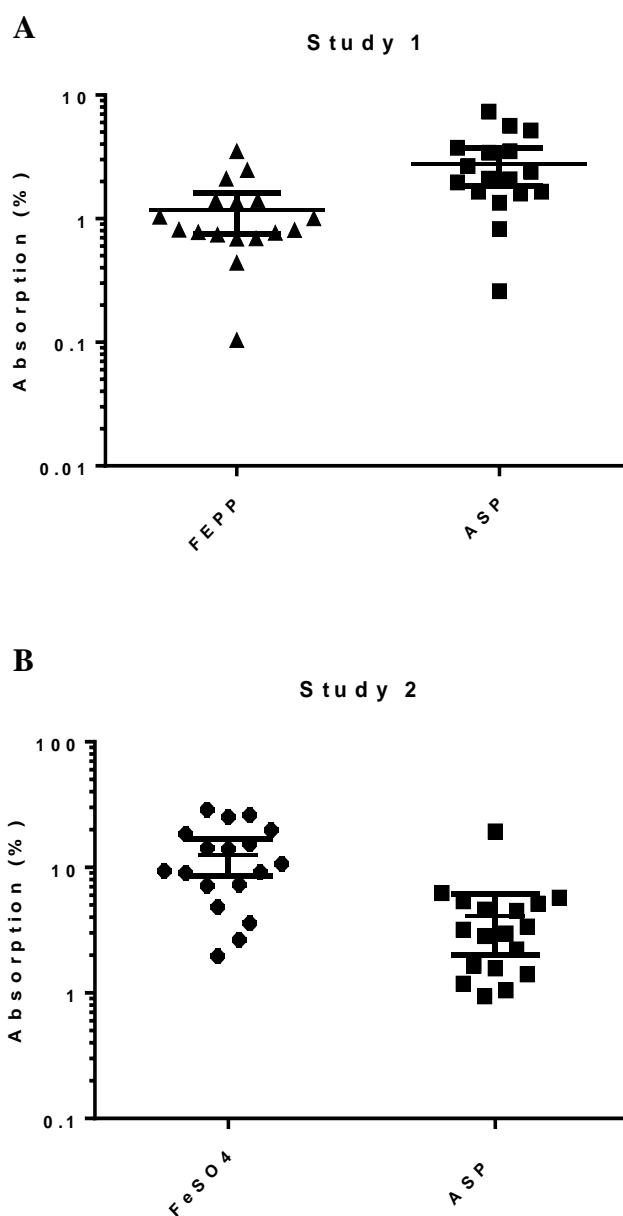 A
Study 1
10
1
0.1
0.01
Absorption (%)
FEPP
ASP
B
Study 2
100
10
1
0.1
Absorption (%)
FeSO4
ASP